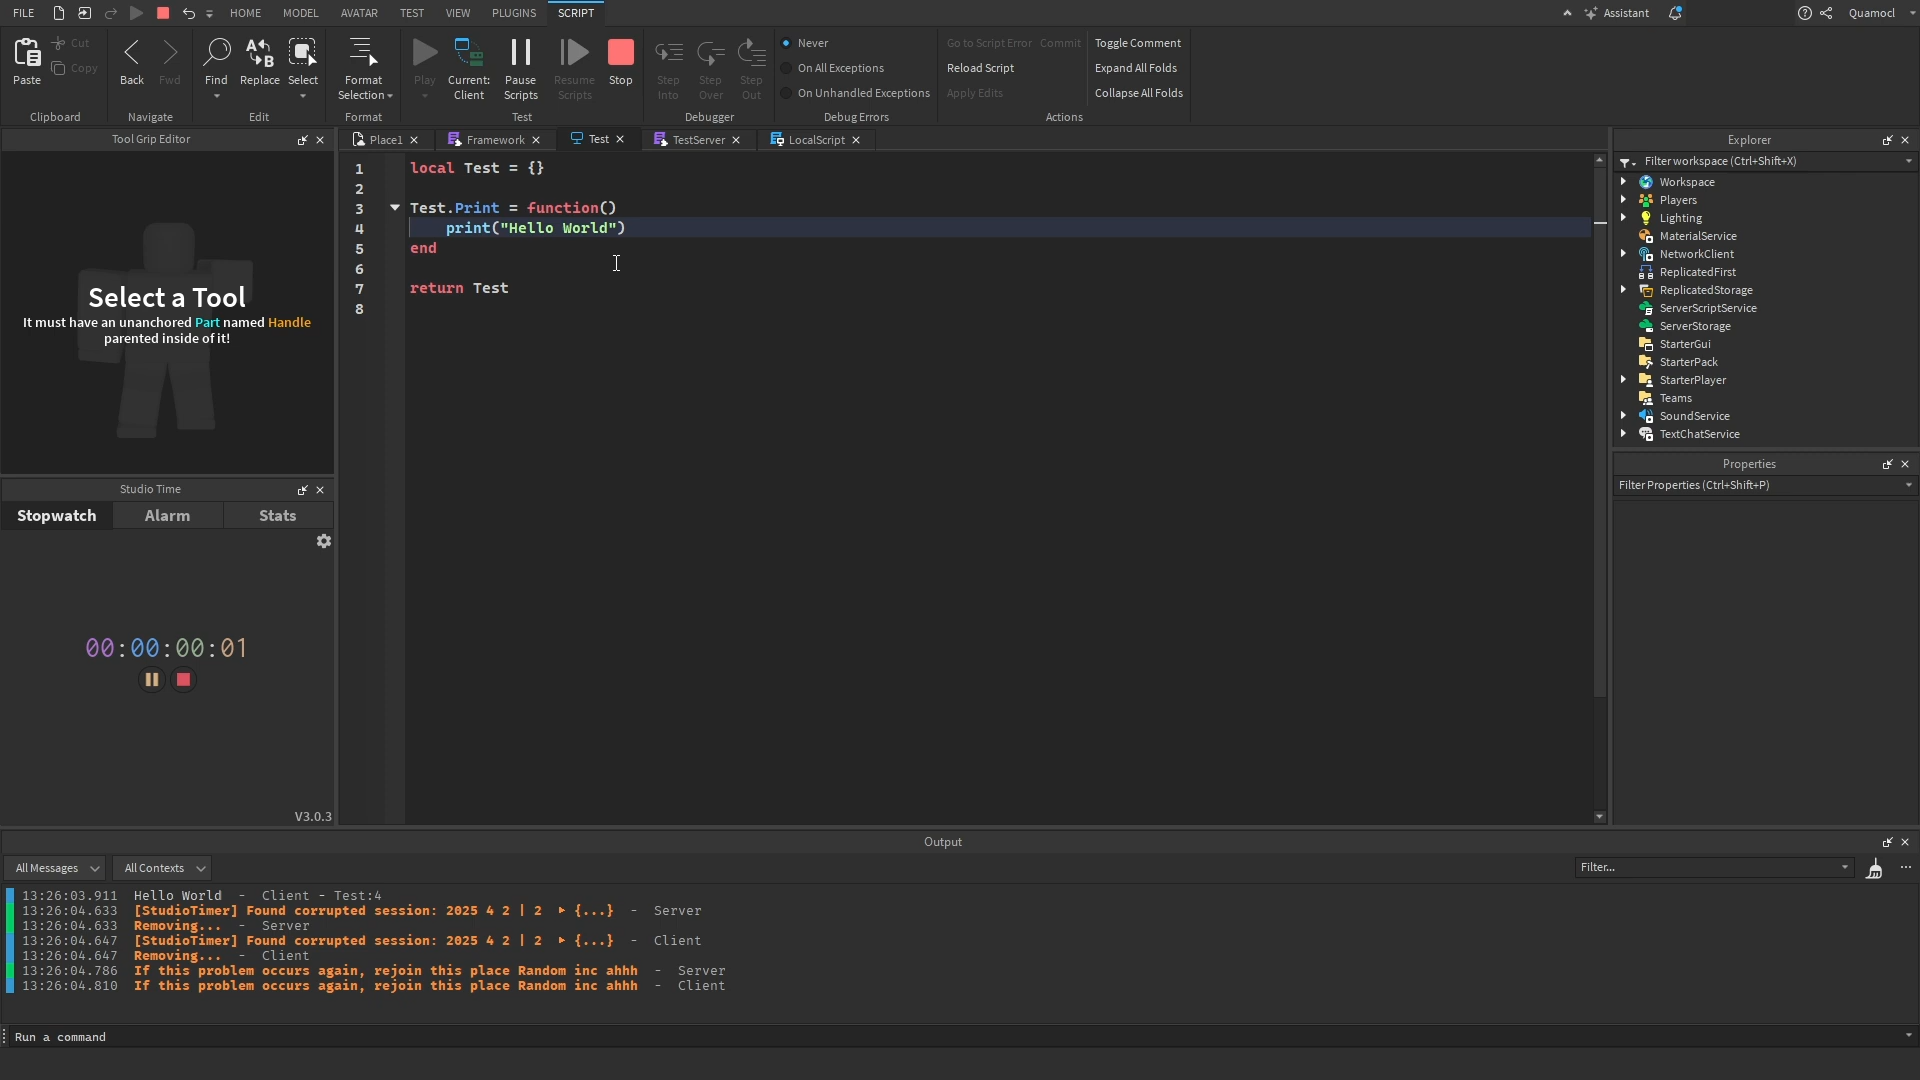 FILE HOME MODEL AVATAR TEST VIEW PLUGINS SCRIPT Assistant Quamocl
Paste Cut Copy
Clipboard
Back Fwd
Navigate
Find Replace Select
Edit
Format Selection
Format
Play Current: Client Pause Scripts Resume Scripts Stop
Test
Step Into Step Over Step Out
Debugger
Never
On All Exceptions
On Unhandled Exceptions
Debug Errors
Go to Script Error Commit Toggle Comment
Reload Script Expand All Folds
Apply Edits Collapse All Folds
Actions
Tool Grip Editor
Select a Tool
It must have an unanchored Part named Handle
parented inside of it!
Studio Time
Stopwatch Alarm Stats
00:00:00:01
V3.0.3
Place1 Framework Test TestServer LocalScript
1 local Test = {}
2
3 Test.Print = function()
4 print("Hello World")
5 end
6
7 return Test
8
Explorer
Filter workspace (Ctrl+Shift+X)
Workspace
Players
Lighting
MaterialService
NetworkClient
ReplicatedFirst
ReplicatedStorage
ServerScriptService
ServerStorage
StarterGui
StarterPack
StarterPlayer
Teams
SoundService
TextChatService
Properties
Filter Properties (Ctrl+Shift+P)
Output
All Messages All Contexts Filter...
13:26:03.911 Hello World - Client - Test:4
13:26:04.633 [StudioTimer] Found corrupted session: 2025 4 2 | 2 ▶ {...} - Server
13:26:04.633 Removing... - Server
13:26:04.647 [StudioTimer] Found corrupted session: 2025 4 2 | 2 ▶ {...} - Client
13:26:04.647 Removing... - Client
13:26:04.786 If this problem occurs again, rejoin this place Random inc ahhh - Server
13:26:04.810 If this problem occurs again, rejoin this place Random inc ahhh - Client
Run a command